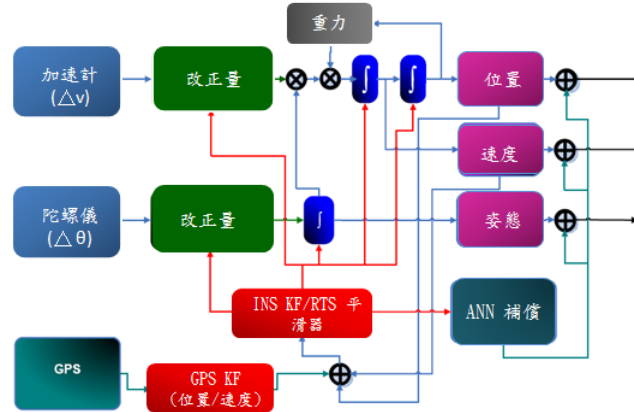 重力
加速計
(△v)
改正量
∫
∫
位置
速度
陀螺儀
(△θ)
改正量
∫
姿態
INS KF/RTS 平
滑器
ANN 補償
GPS
GPS KF
(位置/速度)